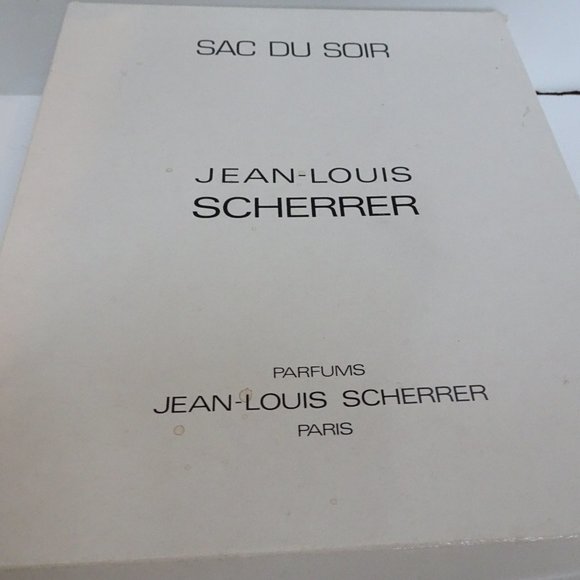 SAC DU SOIR
JEAN-LOUIS
SCHERRER
PARFUMS
JEAN-LOUIS SCHERRER
PARIS